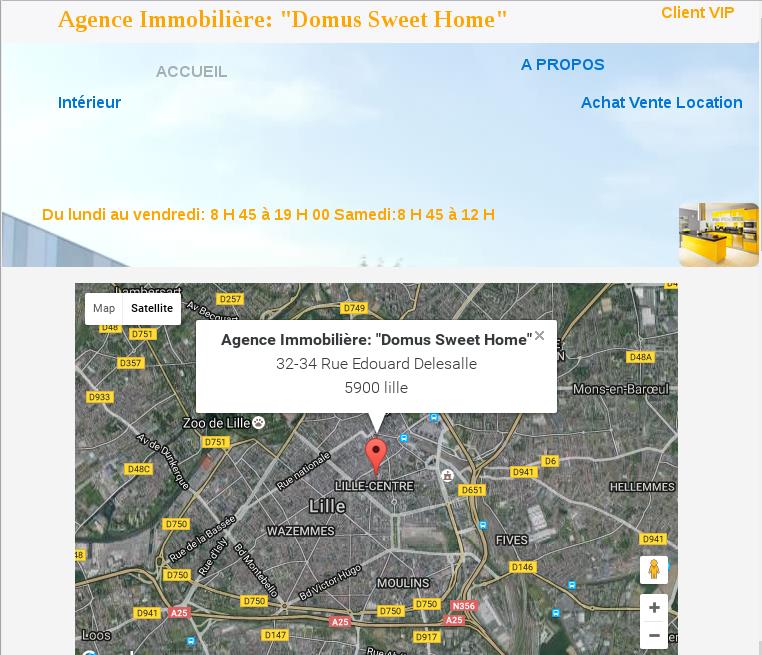 Agence Immobilière: "Domus Sweet Home"
Client VIP
ACCUEIL
A PROPOS
Intérieur
Achat Vente Location
Du lundi au vendredi: 8 H 45 à 19 H 00 Samedi:8 H 45 à 12 H
Map
Satellite
Lambersart
D257
Av Becquart
D749
D48
D751
Agence Immobilière: "Domus Sweet Home"
32-34 Rue Edouard Delesalle
5900 lille
D357
D48A
D933
Mons-en-Barœul
Zoo de Lille
D751
Av de Dunkerque
D48C
Rue nationale
D6
D941
LILLE-CENTRE
D651
HELLEMMES
Lille
D750
Rue de la Bassée
WAZEMMES
FIVES
D941
Rue d'Isly
Bd Montebello
D750
D146
Bd Victor Hugo
MOULINS
D750
D750
D750
N356
D941
A25
A25
A25
Loos
D147
D917